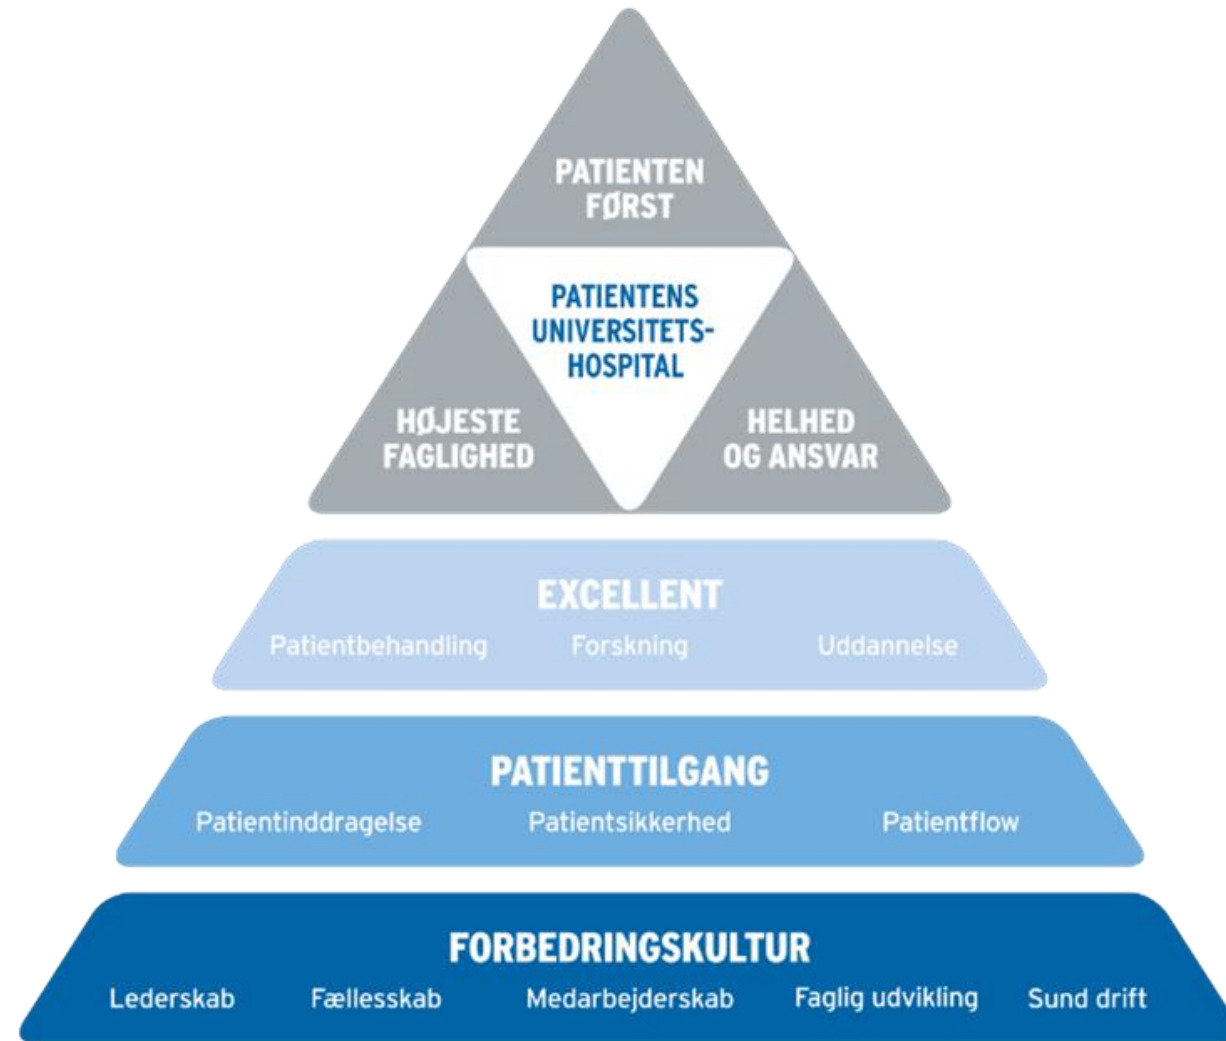 PATIENTEN
FØRST
PATIENTENS
UNIVERSITETS-
HOSPITAL
HØJESTE
FAGLIGHED
HELHED
OG ANSVAR
EXCELLENT
Patientbehandling Forskning Uddannelse
PATIENTTILGANG
Patientinddragelse Patientsikkerhed Patientflow
FORBEDRINGSKULTUR
Lederskab Fællesskab Medarbejderskab Faglig udvikling Sund drift